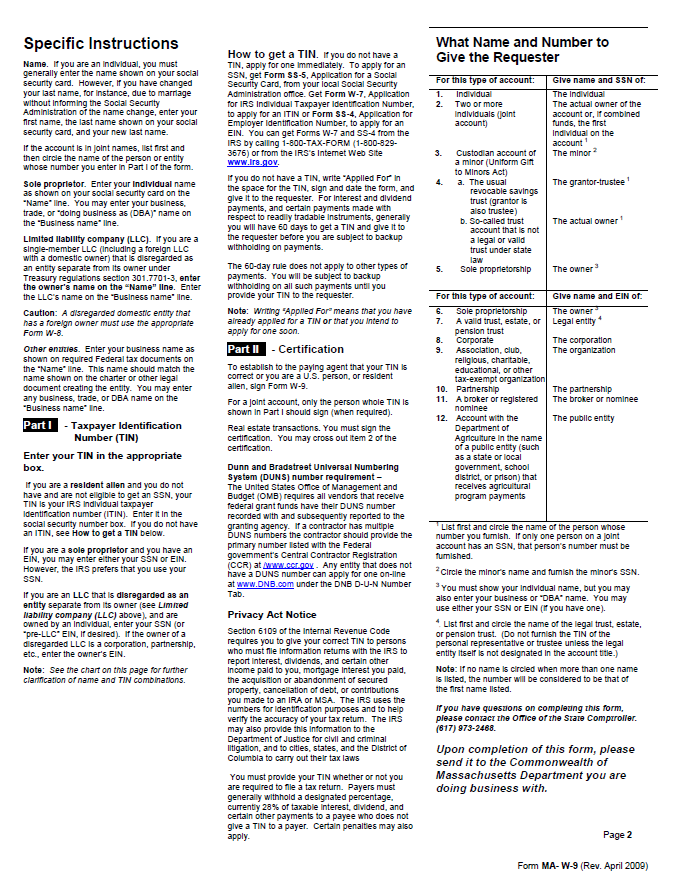 Specific Instructions
Name. If you are an individual, you must
generally enter the name shown on your social
security card. However, if you have changed
your last name, for instance, due to marriage
without informing the Social Security
Administration of the name change, enter your
first name, the last name shown on your social
security card, and your new last name.
If the account is in joint names, list first and
then circle the name of the person or entity
whose number you enter in Part I of the form.
Sole proprietor. Enter your individual name
as shown on your social security card on the
“Name” line. You may enter your business,
trade, or “doing business as (DBA)” name on
the “Business name” line.
Limited liability company (LLC). If you are a
single-member LLC (including a foreign LLC
with a domestic owner) that is disregarded as
an entity separate from its owner under
Treasury regulations section 301.7701-3, enter
the owner’s name on the “Name” line. Enter
the LLC’s name on the “Business name” line.
Caution: A disregarded domestic entity that
has a foreign owner must use the appropriate
Form W-8.
Other entities. Enter your business name as
shown on required Federal tax documents on
the “Name” line. This name should match the
name shown on the charter or other legal
document creating the entity. You may enter
any business, trade, or DBA name on the
“Business name” line.
Part I - Taxpayer Identification
Number (TIN)
Enter your TIN in the appropriate
box.
If you are a resident alien and you do not
have and are not eligible to get an SSN, your
TIN is your IRS individual taxpayer
identification number (ITIN). Enter it in the
social security number box. If you do not have
an ITIN, see How to get a TIN below.
If you are a sole proprietor and you have an
EIN, you may enter either your SSN or EIN.
However, the IRS prefers that you use your
SSN.
If you are an LLC that is disregarded as an
entity separate from its owner (see Limited
liability company (LLC) above), and are
owned by an individual, enter your SSN (or
“pre-LLC” EIN, if desired). If the owner of a
disregarded LLC is a corporation, partnership,
etc., enter the owner’s EIN.
Note: See the chart on this page for further
clarification of name and TIN combinations.
How to get a TIN. If you do not have a
TIN, apply for one immediately. To apply for an
SSN, get Form SS-5, Application for a Social
Security Card, from your local Social Security
Administration office. Get Form W-7, Application
for IRS Individual Taxpayer Identification Number,
to apply for an ITIN or Form SS-4, Application for
Employer Identification Number, to apply for an
EIN. You can get Forms W-7 and SS-4 from the
IRS by calling 1-800-TAX-FORM (1-800-829-
3676) or from the IRS’s Internet Web Site
www.irs.gov.
If you do not have a TIN, write “Applied For” in
the space for the TIN, sign and date the form, and
give it to the requester. For interest and dividend
payments, and certain payments made with
respect to readily tradable instruments, generally
you will have 60 days to get a TIN and give it to
the requester before you are subject to backup
withholding on payments.
The 60-day rule does not apply to other types of
payments. You will be subject to backup
withholding on all such payments until you
provide your TIN to the requester.
Note: Writing “Applied For” means that you have
already applied for a TIN or that you intend to
apply for one soon.
Part II - Certification
To establish to the paying agent that your TIN is
correct or you are a U.S. person, or resident
alien, sign Form W-9.
For a joint account, only the person whose TIN is
shown in Part I should sign (when required).
Real estate transactions. You must sign the
certification. You may cross out item 2 of the
certification.
Dunn and Bradstreet Universal Numbering
System (DUNS) number requirement –
The United States Office of Management and
Budget (OMB) requires all vendors that receive
federal grant funds have their DUNS number
recorded with and subsequently reported to the
granting agency. If a contractor has multiple
DUNS numbers the contractor should provide the
primary number listed with the Federal
government’s Central Contractor Registration
(CCR) at /www.ccr.gov . Any entity that does not
have a DUNS number can apply for one on-line
at www.DNB.com under the DNB D-U-N Number
Tab.
Privacy Act Notice
Section 6109 of the Internal Revenue Code
requires you to give your correct TIN to persons
who must file information returns with the IRS to
report interest, dividends, and certain other
income paid to you, mortgage interest you paid,
the acquisition or abandonment of secured
property, cancellation of debt, or contributions
you made to an IRA or MSA. The IRS uses the
numbers for identification purposes and to help
verify the accuracy of your tax return. The IRS
may also provide this information to the
Department of Justice for civil and criminal
litigation, and to cities, states, and the District of
Columbia to carry out their tax laws
You must provide your TIN whether or not you
are required to file a tax return. Payers must
generally withhold a designated percentage,
currently 28% of taxable interest, dividend, and
certain other payments to a payee who does not
give a TIN to a payer. Certain penalties may also
apply.
What Name and Number to
Give the Requester
For this type of account: Give name and SSN of:
1. Individual The individual
2. Two or more The actual owner of the
individuals (joint account or, if combined
account) funds, the first
individual on the
account 1
3. Custodian account of The minor 2
a minor (Uniform Gift
to Minors Act)
4. a. The usual The grantor-trustee 1
revocable savings
trust (grantor is
also trustee)
b. So-called trust The actual owner 1
account that is not
a legal or valid
trust under state
law
5. Sole proprietorship The owner 3
For this type of account: Give name and EIN of:
6. Sole proprietorship The owner 3
7. A valid trust, estate, or Legal entity 4
pension trust
8. Corporate The corporation
9. Association, club, The organization
religious, charitable,
educational, or other
tax-exempt organization
10. Partnership The partnership
11. A broker or registered The broker or nominee
nominee
12. Account with the The public entity
Department of
Agriculture in the name
of a public entity (such
as a state or local
government, school
district, or prison) that
receives agricultural
program payments
1 List first and circle the name of the person whose
number you furnish. If only one person on a joint
account has an SSN, that person’s number must be
furnished.
2 Circle the minor’s name and furnish the minor’s SSN.
3 You must show your individual name, but you may
also enter your business or “DBA” name. You may
use either your SSN or EIN (if you have one).
4. List first and circle the name of the legal trust, estate,
or pension trust. (Do not furnish the TIN of the
personal representative or trustee unless the legal
entity itself is not designated in the account title.)
Note: If no name is circled when more than one name
is listed, the number will be considered to be that of
the first name listed.
If you have questions on completing this form,
please contact the Office of the State Comptroller.
(617) 973-2468.
Upon completion of this form, please
send it to the Commonwealth of
Massachusetts Department you are
doing business with.
Page 2
Form MA- W-9 (Rev. April 2009)